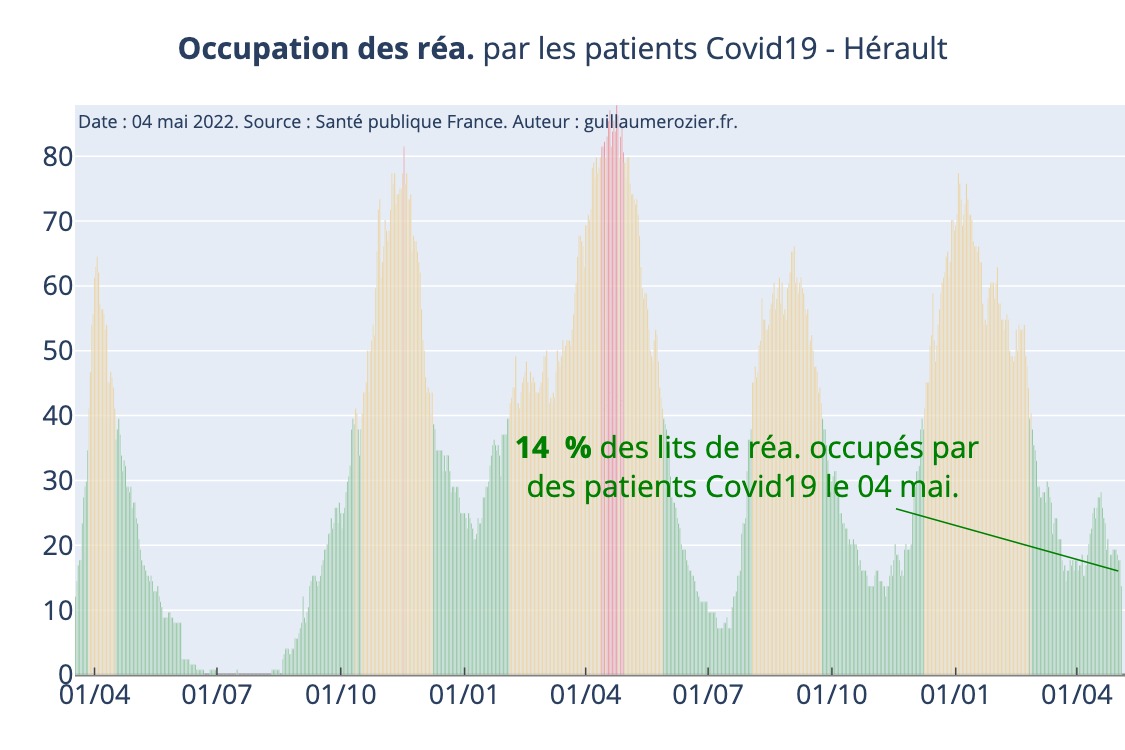 Occupation des réa. par les patients Covid19 - Hérault
Date : 04 mai 2022. Source : Santé publique France. Auteur : guillaumerozier.fr.
80
70
60
50
40
14 % des lits de réa. occupés par
des patients Covid19 le 04 mai.
30
20
10
0
01/04 01/07 01/10 01/01 01/04 01/07 01/10 01/01 01/04